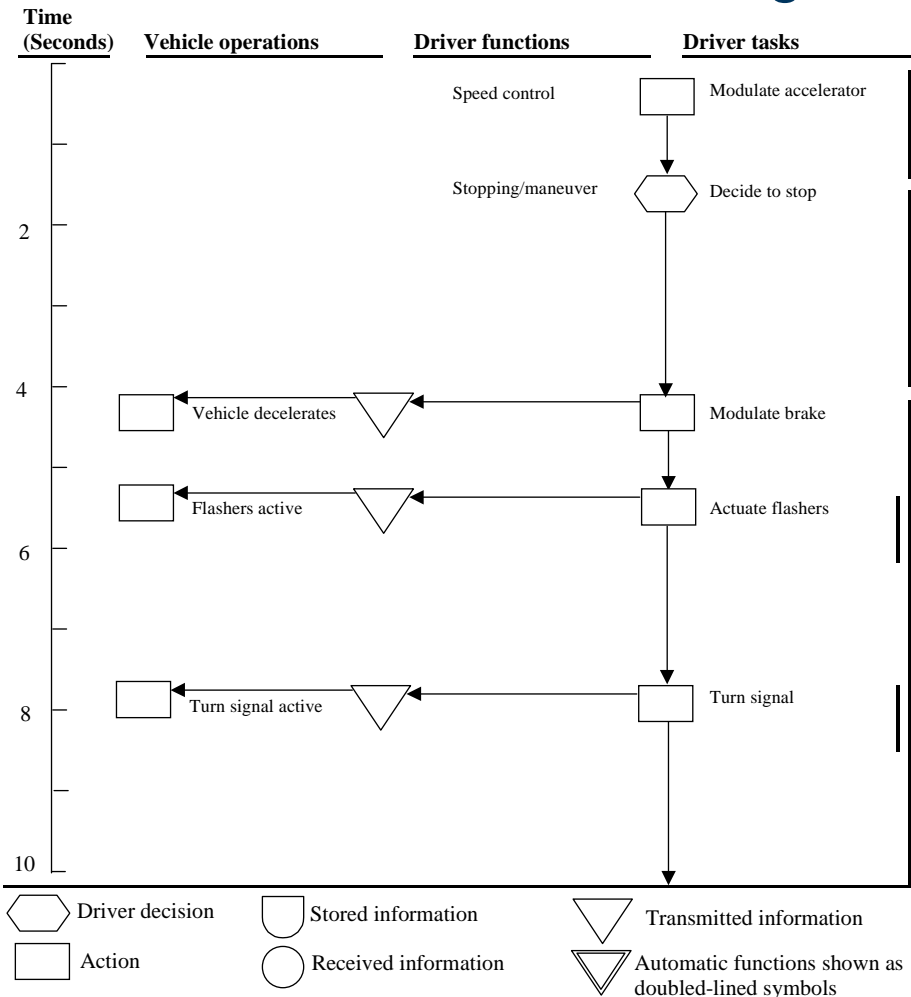 Time
(Seconds) Vehicle operations Driver functions Driver tasks
Speed control Modulate accelerator
Stopping/maneuver Decide to stop
2
4
Vehicle decelerates Modulate brake
Flashers active Actuate flashers
6
Turn signal active Turn signal
8
10
Driver decision Stored information Transmitted information
Action Received information Automatic functions shown as
doubled-lined symbols